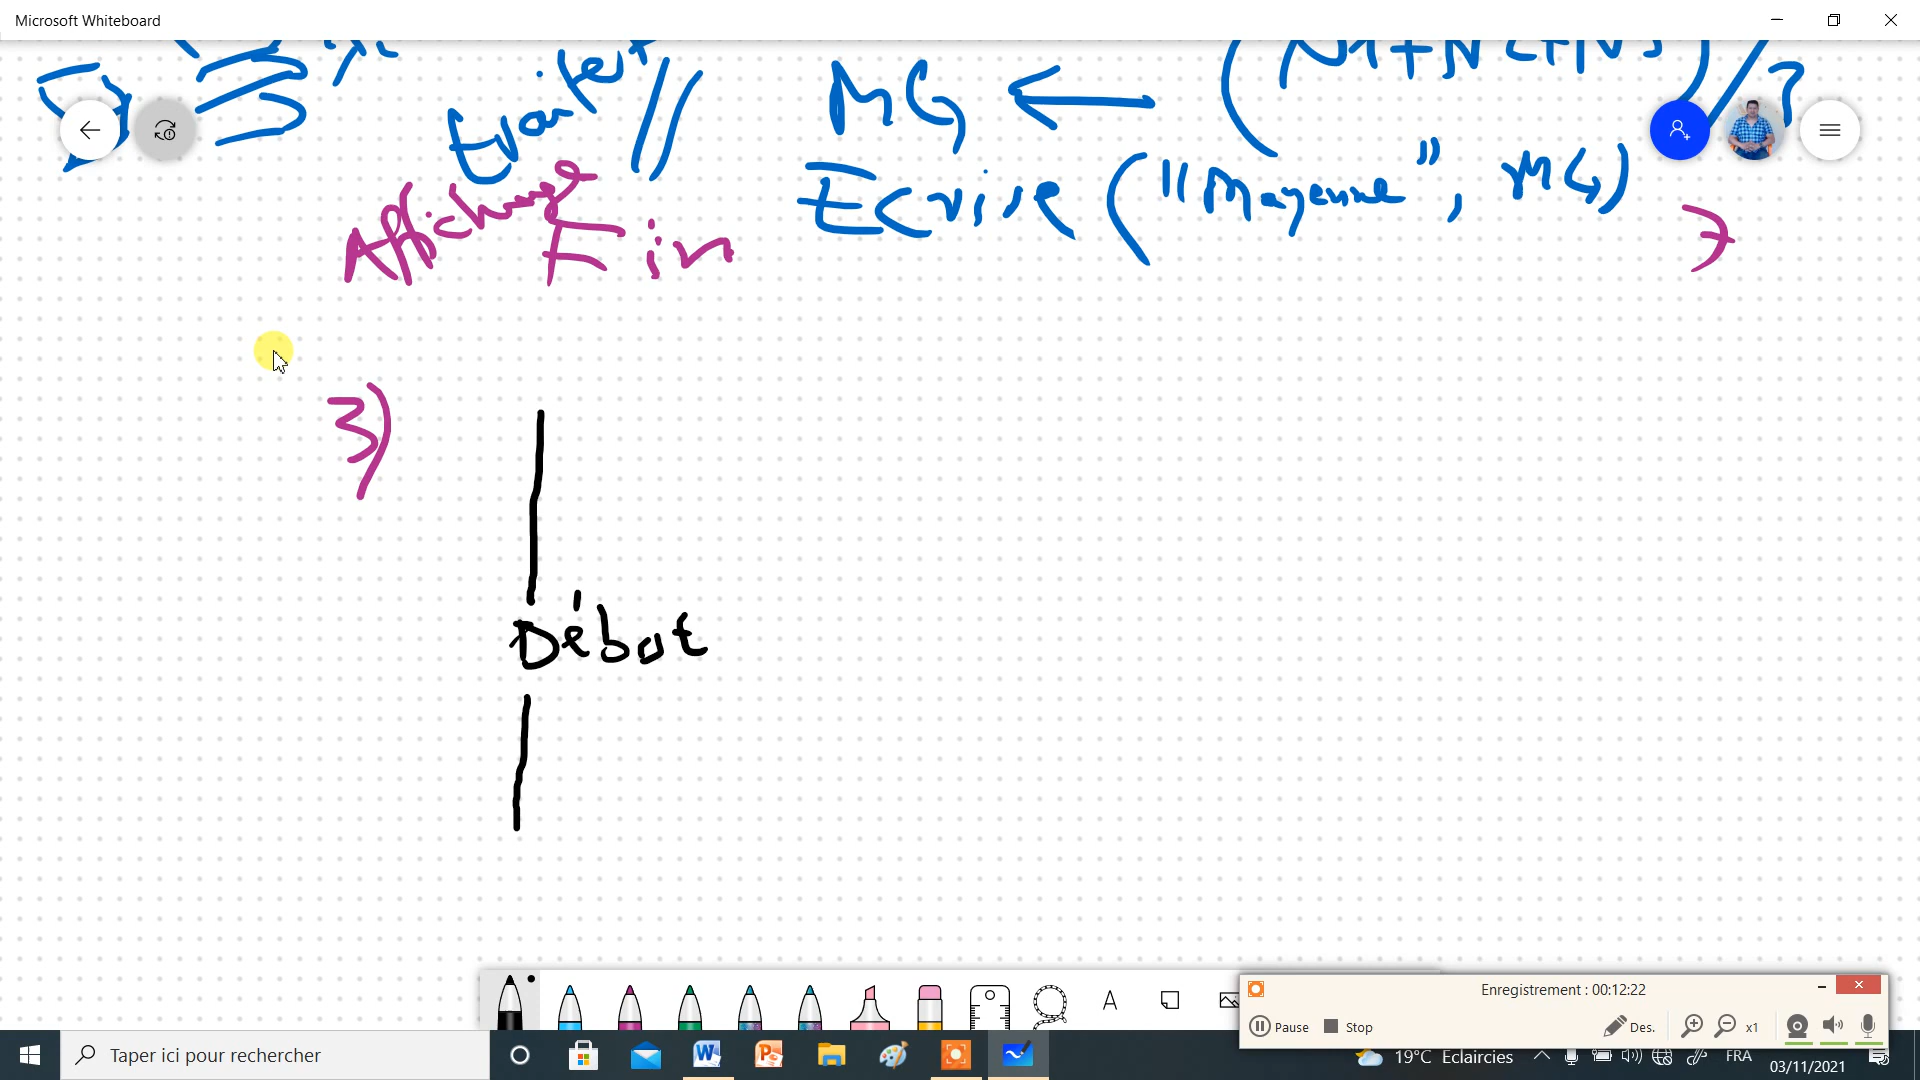 Microsoft Whiteboard
MG ← (N1+N2+N3)/3
Traitement //
Ecrire ("Moyenne", MG)
Affichage
Fin
3)
Début
Enregistrement : 00:12:22
Pause Stop Des. x1
Taper ici pour rechercher
19°C Eclaircies FRA
03/11/2021